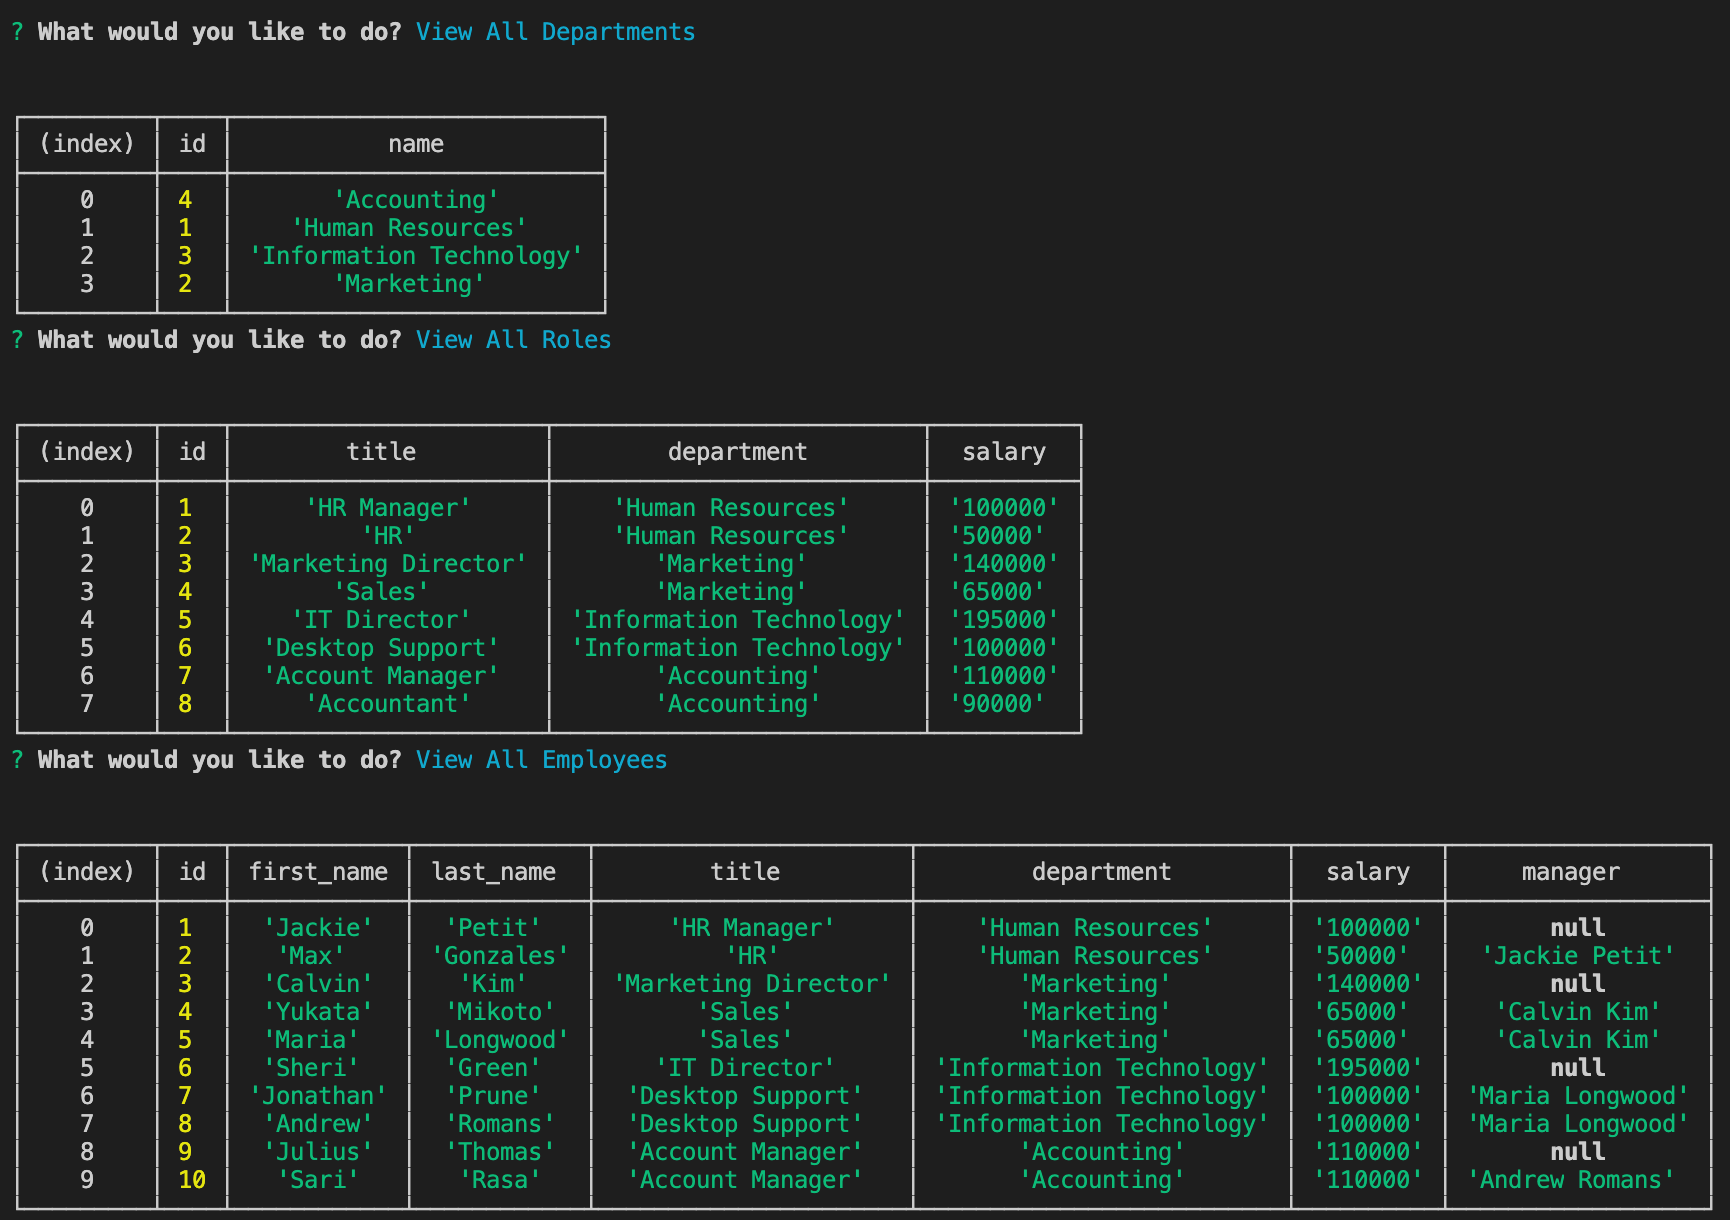 ? What would you like to do? View All Departments
(index) id name
0 4 'Accounting'
1 1 'Human Resources'
2 3 'Information Technology'
3 2 'Marketing'
? What would you like to do? View All Roles
(index) id title department salary
0 1 'HR Manager' 'Human Resources' '100000'
1 2 'HR' 'Human Resources' '50000'
2 3 'Marketing Director' 'Marketing' '140000'
3 4 'Sales' 'Marketing' '65000'
4 5 'IT Director' 'Information Technology' '195000'
5 6 'Desktop Support' 'Information Technology' '100000'
6 7 'Account Manager' 'Accounting' '110000'
7 8 'Accountant' 'Accounting' '90000'
? What would you like to do? View All Employees
(index) id first_name last_name title department salary manager
0 1 'Jackie' 'Petit' 'HR Manager' 'Human Resources' '100000' null
1 2 'Max' 'Gonzales' 'HR' 'Human Resources' '50000' 'Jackie Petit'
2 3 'Calvin' 'Kim' 'Marketing Director' 'Marketing' '140000' null
3 4 'Yukata' 'Mikoto' 'Sales' 'Marketing' '65000' 'Calvin Kim'
4 5 'Maria' 'Longwood' 'Sales' 'Marketing' '65000' 'Calvin Kim'
5 6 'Sheri' 'Green' 'IT Director' 'Information Technology' '195000' null
6 7 'Jonathan' 'Prune' 'Desktop Support' 'Information Technology' '100000' 'Maria Longwood'
7 8 'Andrew' 'Romans' 'Desktop Support' 'Information Technology' '100000' 'Maria Longwood'
8 9 'Julius' 'Thomas' 'Account Manager' 'Accounting' '110000' null
9 10 'Sari' 'Rasa' 'Account Manager' 'Accounting' '110000' 'Andrew Romans'